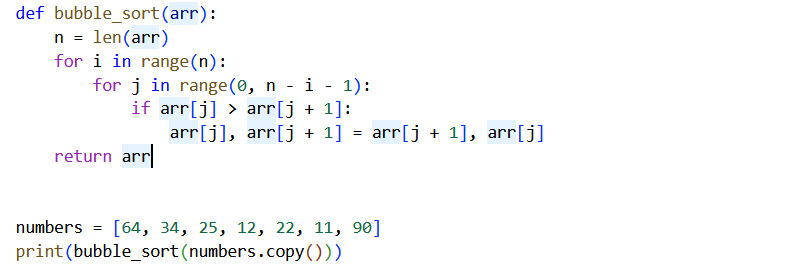 def bubble_sort(arr):
    n = len(arr)
    for i in range(n):
        for j in range(0, n - i - 1):
            if arr[j] > arr[j + 1]:
                arr[j], arr[j + 1] = arr[j + 1], arr[j]
    return arr
numbers = [64, 34, 25, 12, 22, 11, 90]
print(bubble_sort(numbers.copy()))